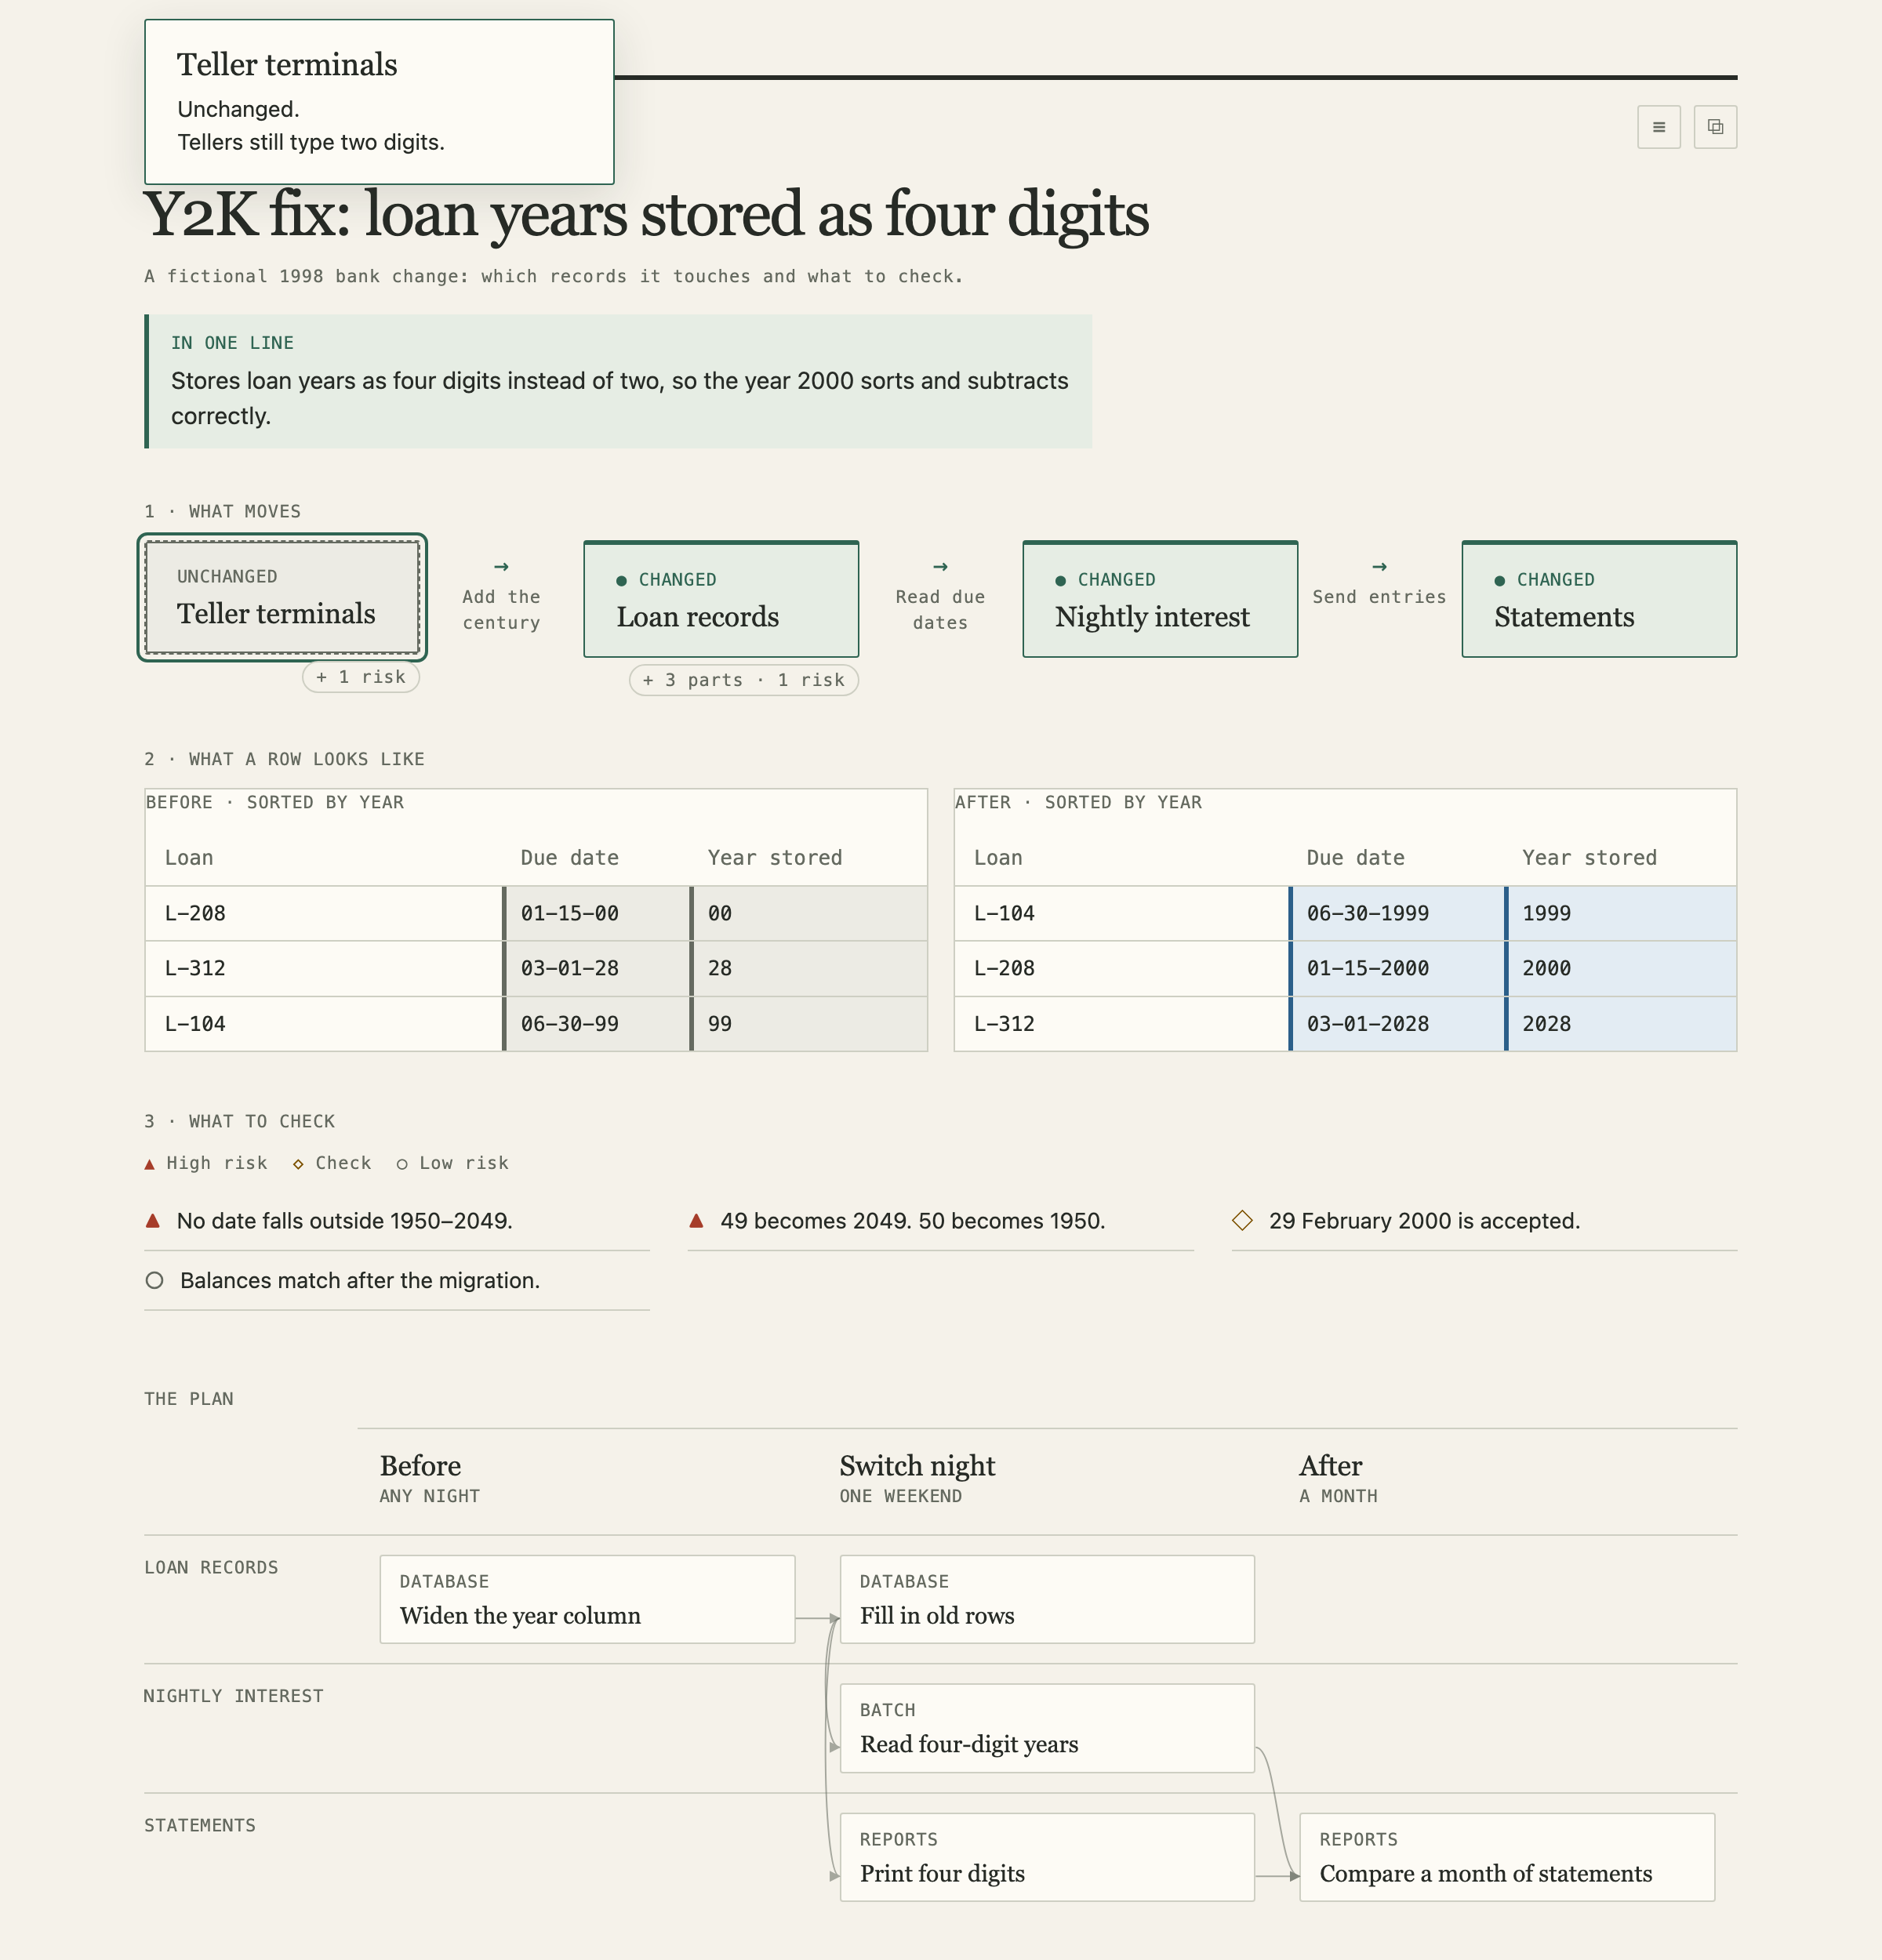 Teller terminals
Unchanged.
Tellers still type two digits.
Y2K fix: loan years stored as four digits
A fictional 1998 bank change: which records it touches and what to check.
IN ONE LINE
Stores loan years as four digits instead of two, so the year 2000 sorts and subtracts
correctly.
1 · WHAT MOVES
UNCHANGED
Teller terminals
+ 1 risk
→
Add the
century
● CHANGED
Loan records
+ 3 parts · 1 risk
→
Read due
dates
● CHANGED
Nightly interest
→
Send entries
● CHANGED
Statements
2 · WHAT A ROW LOOKS LIKE
BEFORE · SORTED BY YEAR
Loan Due date Year stored
L-208 01-15-00 00
L-312 03-01-28 28
L-104 06-30-99 99
AFTER · SORTED BY YEAR
Loan Due date Year stored
L-104 06-30-1999 1999
L-208 01-15-2000 2000
L-312 03-01-2028 2028
3 · WHAT TO CHECK
▲ High risk ◇ Check ○ Low risk
▲ No date falls outside 1950–2049.
▲ 49 becomes 2049. 50 becomes 1950.
◇ 29 February 2000 is accepted.
○ Balances match after the migration.
THE PLAN
Before
ANY NIGHT
Switch night
ONE WEEKEND
After
A MONTH
LOAN RECORDS
DATABASE
Widen the year column
DATABASE
Fill in old rows
NIGHTLY INTEREST
BATCH
Read four-digit years
STATEMENTS
REPORTS
Print four digits
REPORTS
Compare a month of statements